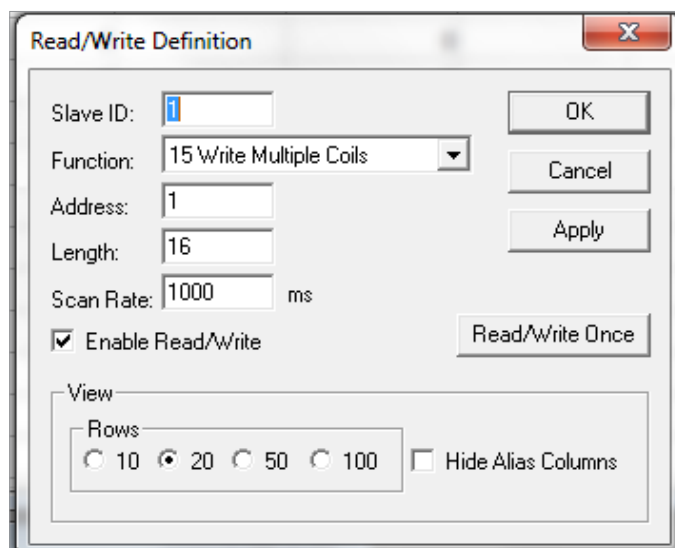 Read/Write Definition
Slave ID: 1
OK
Function: 15 Write Multiple Coils
Cancel
Address: 1
Apply
Length: 16
Scan Rate: 1000 ms
Enable Read/Write
Read/Write Once
View
Rows
10 20 50 100
Hide Alias Columns